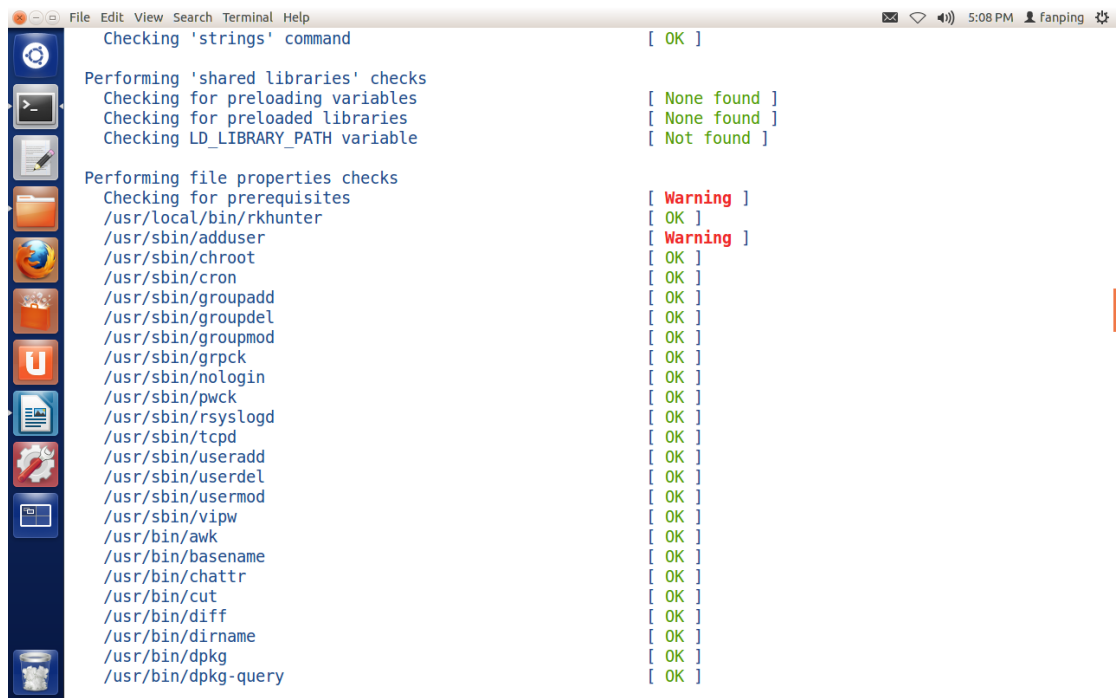 File Edit View Search Terminal Help 5:08 PM fanping
Checking 'strings' command [ OK ]
Performing 'shared libraries' checks
Checking for preloading variables [ None found ]
Checking for preloaded libraries [ None found ]
Checking LD_LIBRARY_PATH variable [ Not found ]
Performing file properties checks
Checking for prerequisites [ Warning ]
/usr/local/bin/rkhunter [ OK ]
/usr/sbin/adduser [ Warning ]
/usr/sbin/chroot [ OK ]
/usr/sbin/cron [ OK ]
/usr/sbin/groupadd [ OK ]
/usr/sbin/groupdel [ OK ]
/usr/sbin/groupmod [ OK ]
/usr/sbin/grpck [ OK ]
/usr/sbin/nologin [ OK ]
/usr/sbin/pwck [ OK ]
/usr/sbin/rsyslogd [ OK ]
/usr/sbin/tcpd [ OK ]
/usr/sbin/useradd [ OK ]
/usr/sbin/userdel [ OK ]
/usr/sbin/usermod [ OK ]
/usr/sbin/vipw [ OK ]
/usr/bin/awk [ OK ]
/usr/bin/basename [ OK ]
/usr/bin/chattr [ OK ]
/usr/bin/cut [ OK ]
/usr/bin/diff [ OK ]
/usr/bin/dirname [ OK ]
/usr/bin/dpkg [ OK ]
/usr/bin/dpkg-query [ OK ]